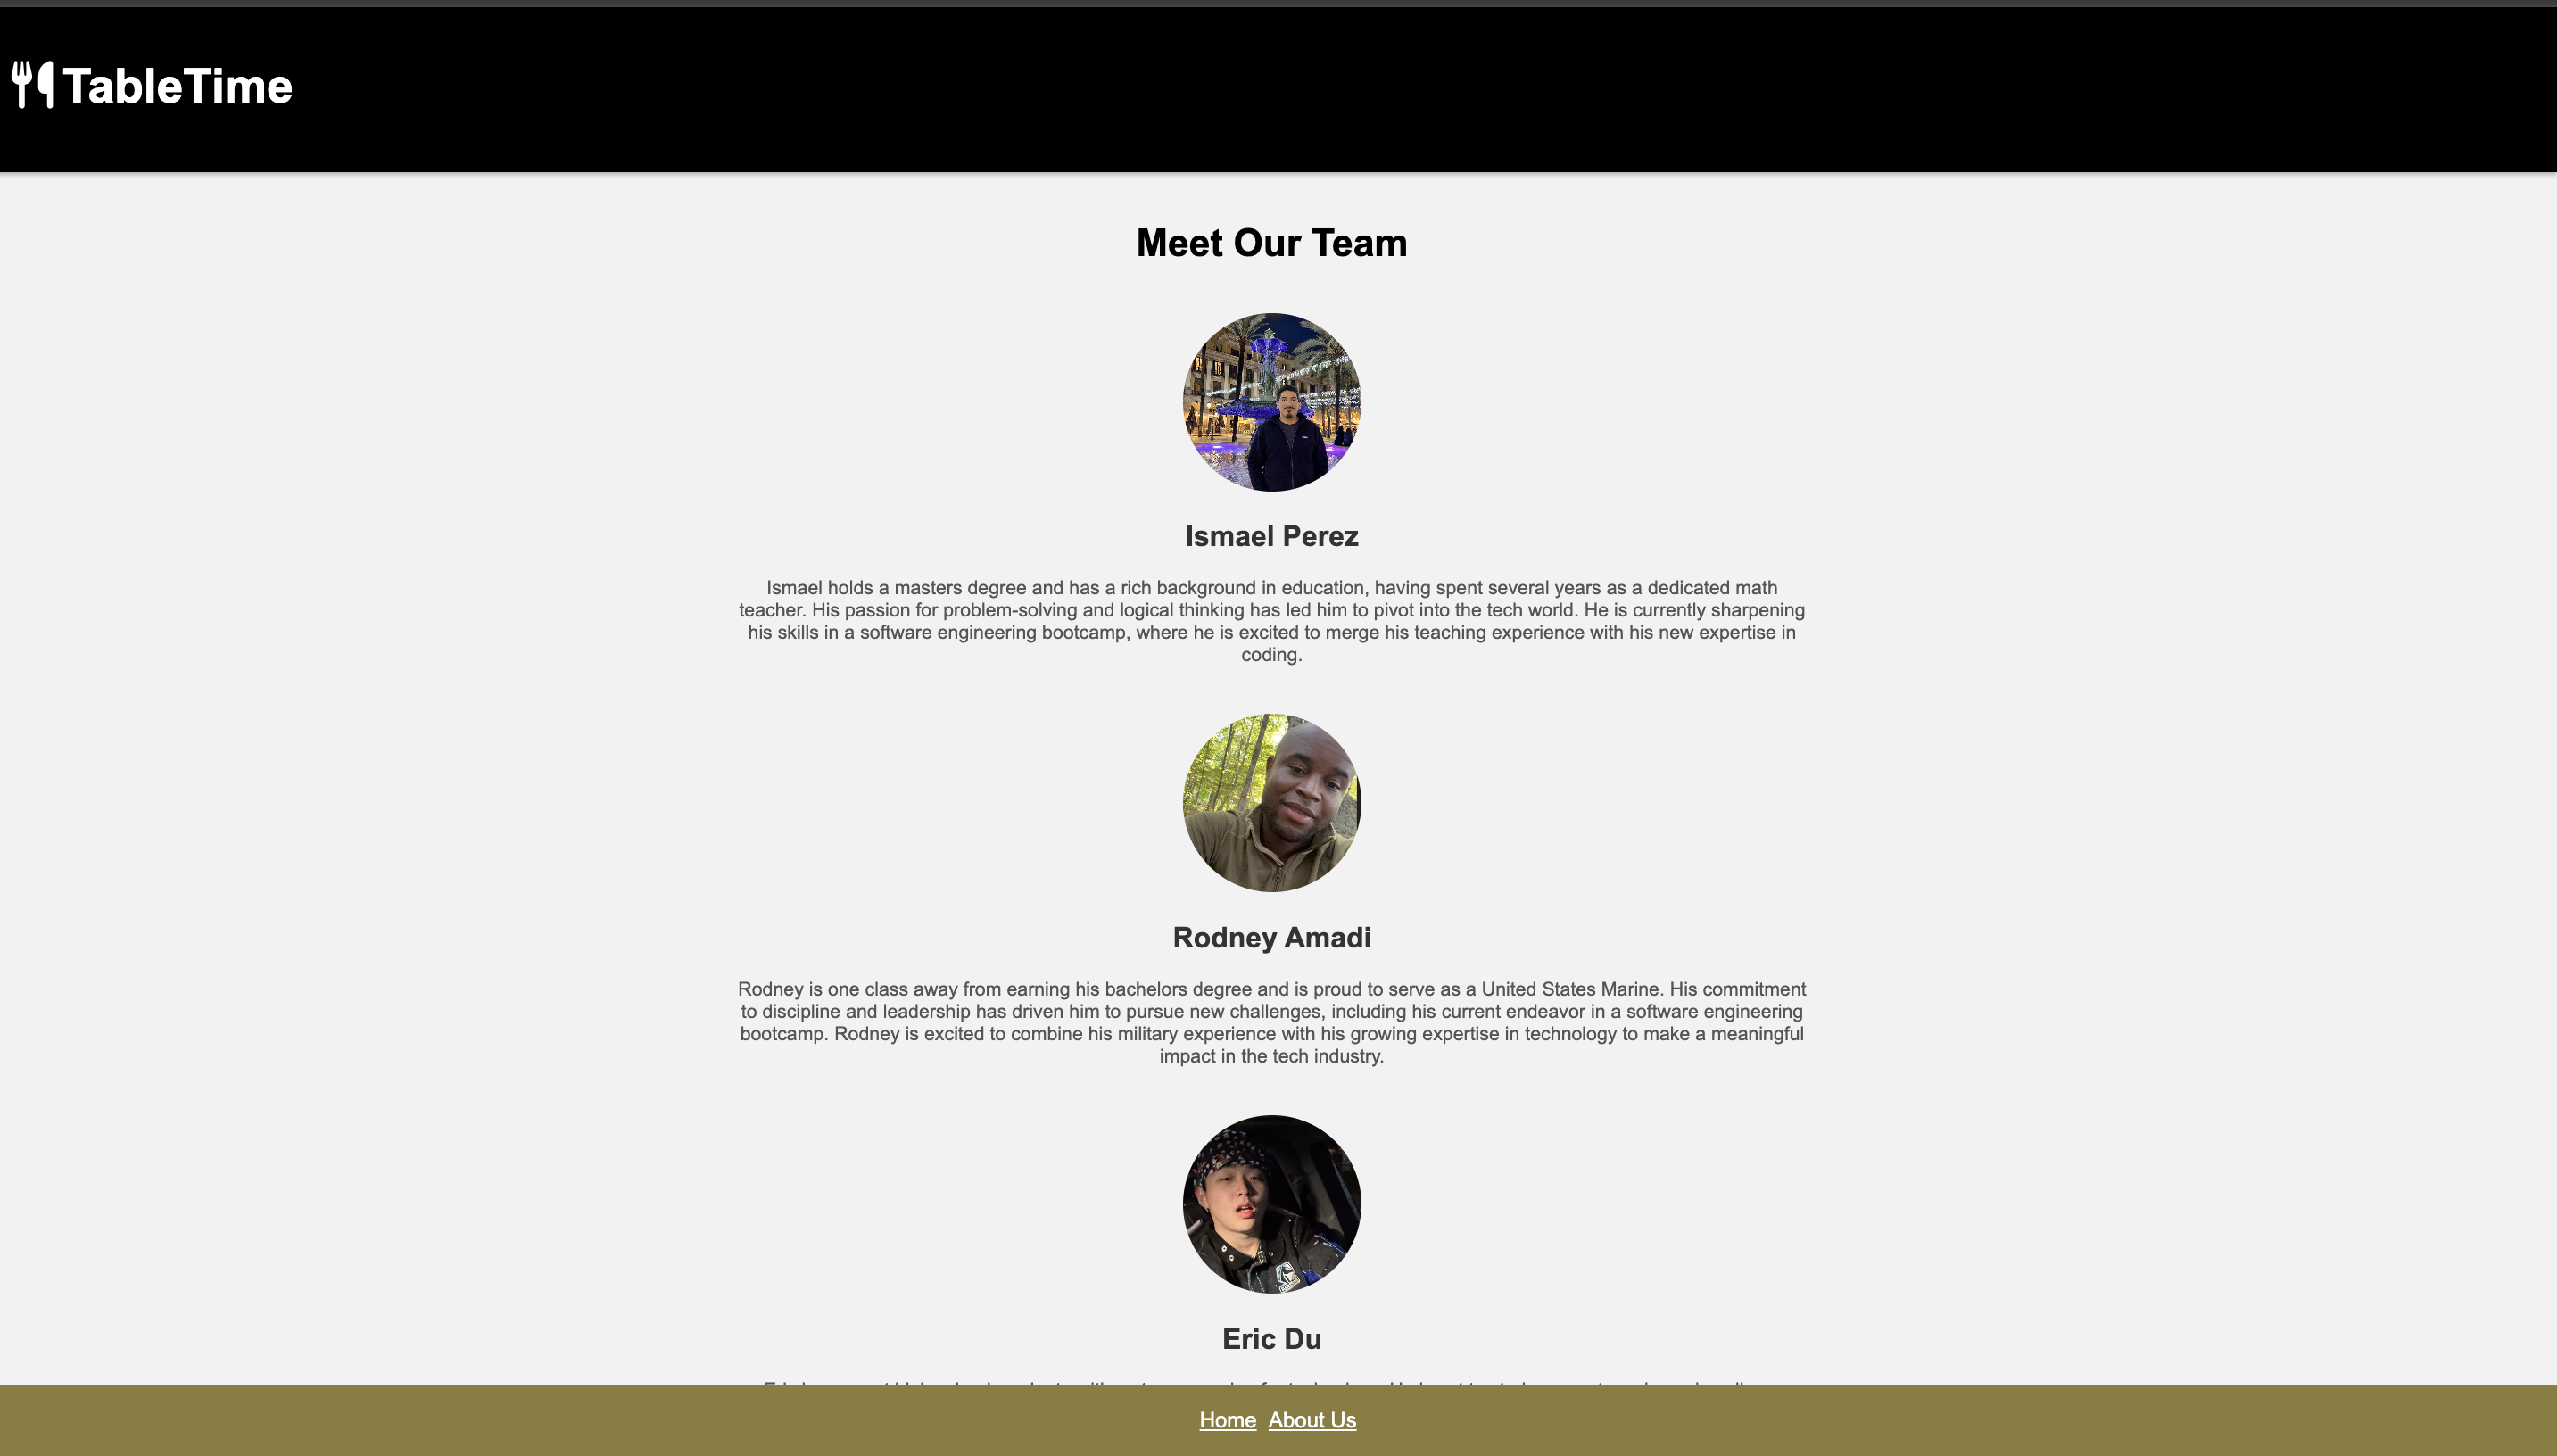 TableTime
Meet Our Team
Ismael Perez
Ismael holds a masters degree and has a rich background in education, having spent several years as a dedicated math
teacher. His passion for problem-solving and logical thinking has led him to pivot into the tech world. He is currently sharpening
his skills in a software engineering bootcamp, where he is excited to merge his teaching experience with his new expertise in
coding.
Rodney Amadi
Rodney is one class away from earning his bachelors degree and is proud to serve as a United States Marine. His commitment
to discipline and leadership has driven him to pursue new challenges, including his current endeavor in a software engineering
bootcamp. Rodney is excited to combine his military experience with his growing expertise in technology to make a meaningful
impact in the tech industry.
Eric Du
Home About Us